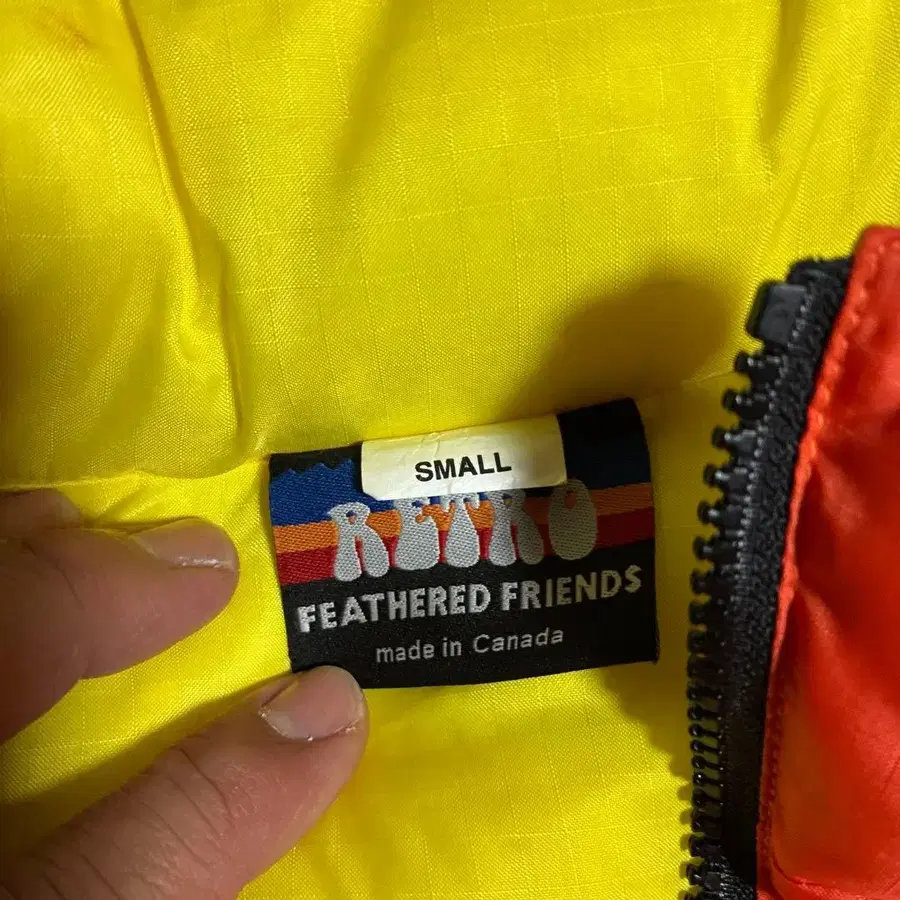 SMALL
RETRO
FEATHERED FRIENDS
made in Canada